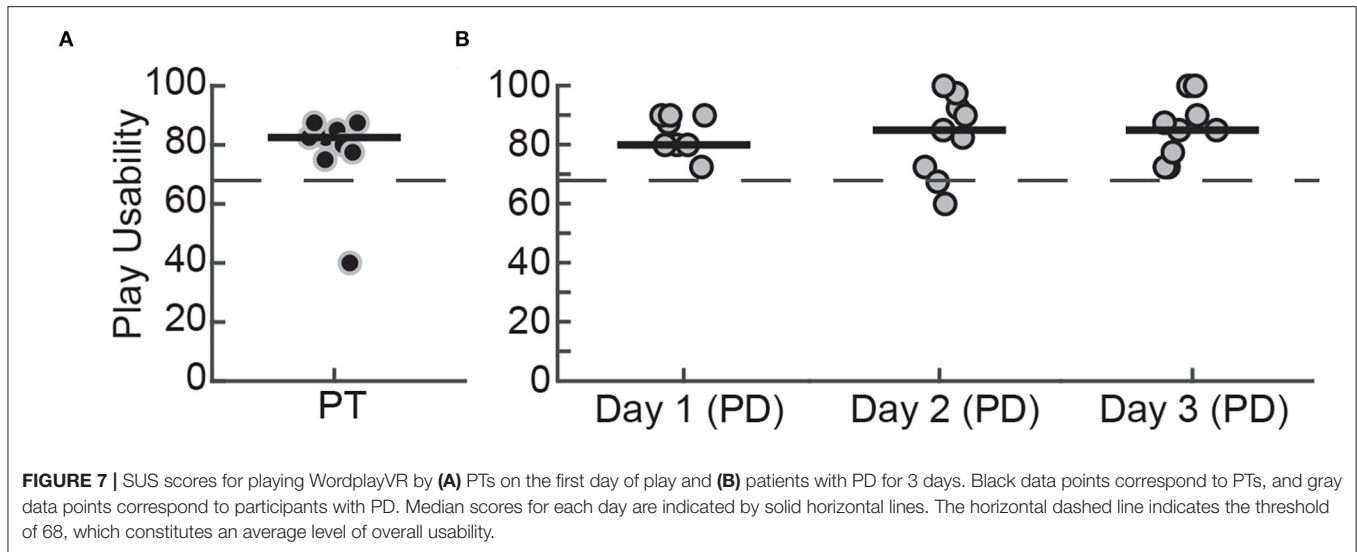 A
B
Play Usability
100
80
60
40
20
0
PT
100
80
60
40
20
0
Day 1 (PD)
Day 2 (PD)
Day 3 (PD)
FIGURE 7 | SUS scores for playing WordplayVR by (A) PTs on the first day of play and (B) patients with PD for 3 days. Black data points correspond to PTs, and gray
data points correspond to participants with PD. Median scores for each day are indicated by solid horizontal lines. The horizontal dashed line indicates the threshold
of 68, which constitutes an average level of overall usability.